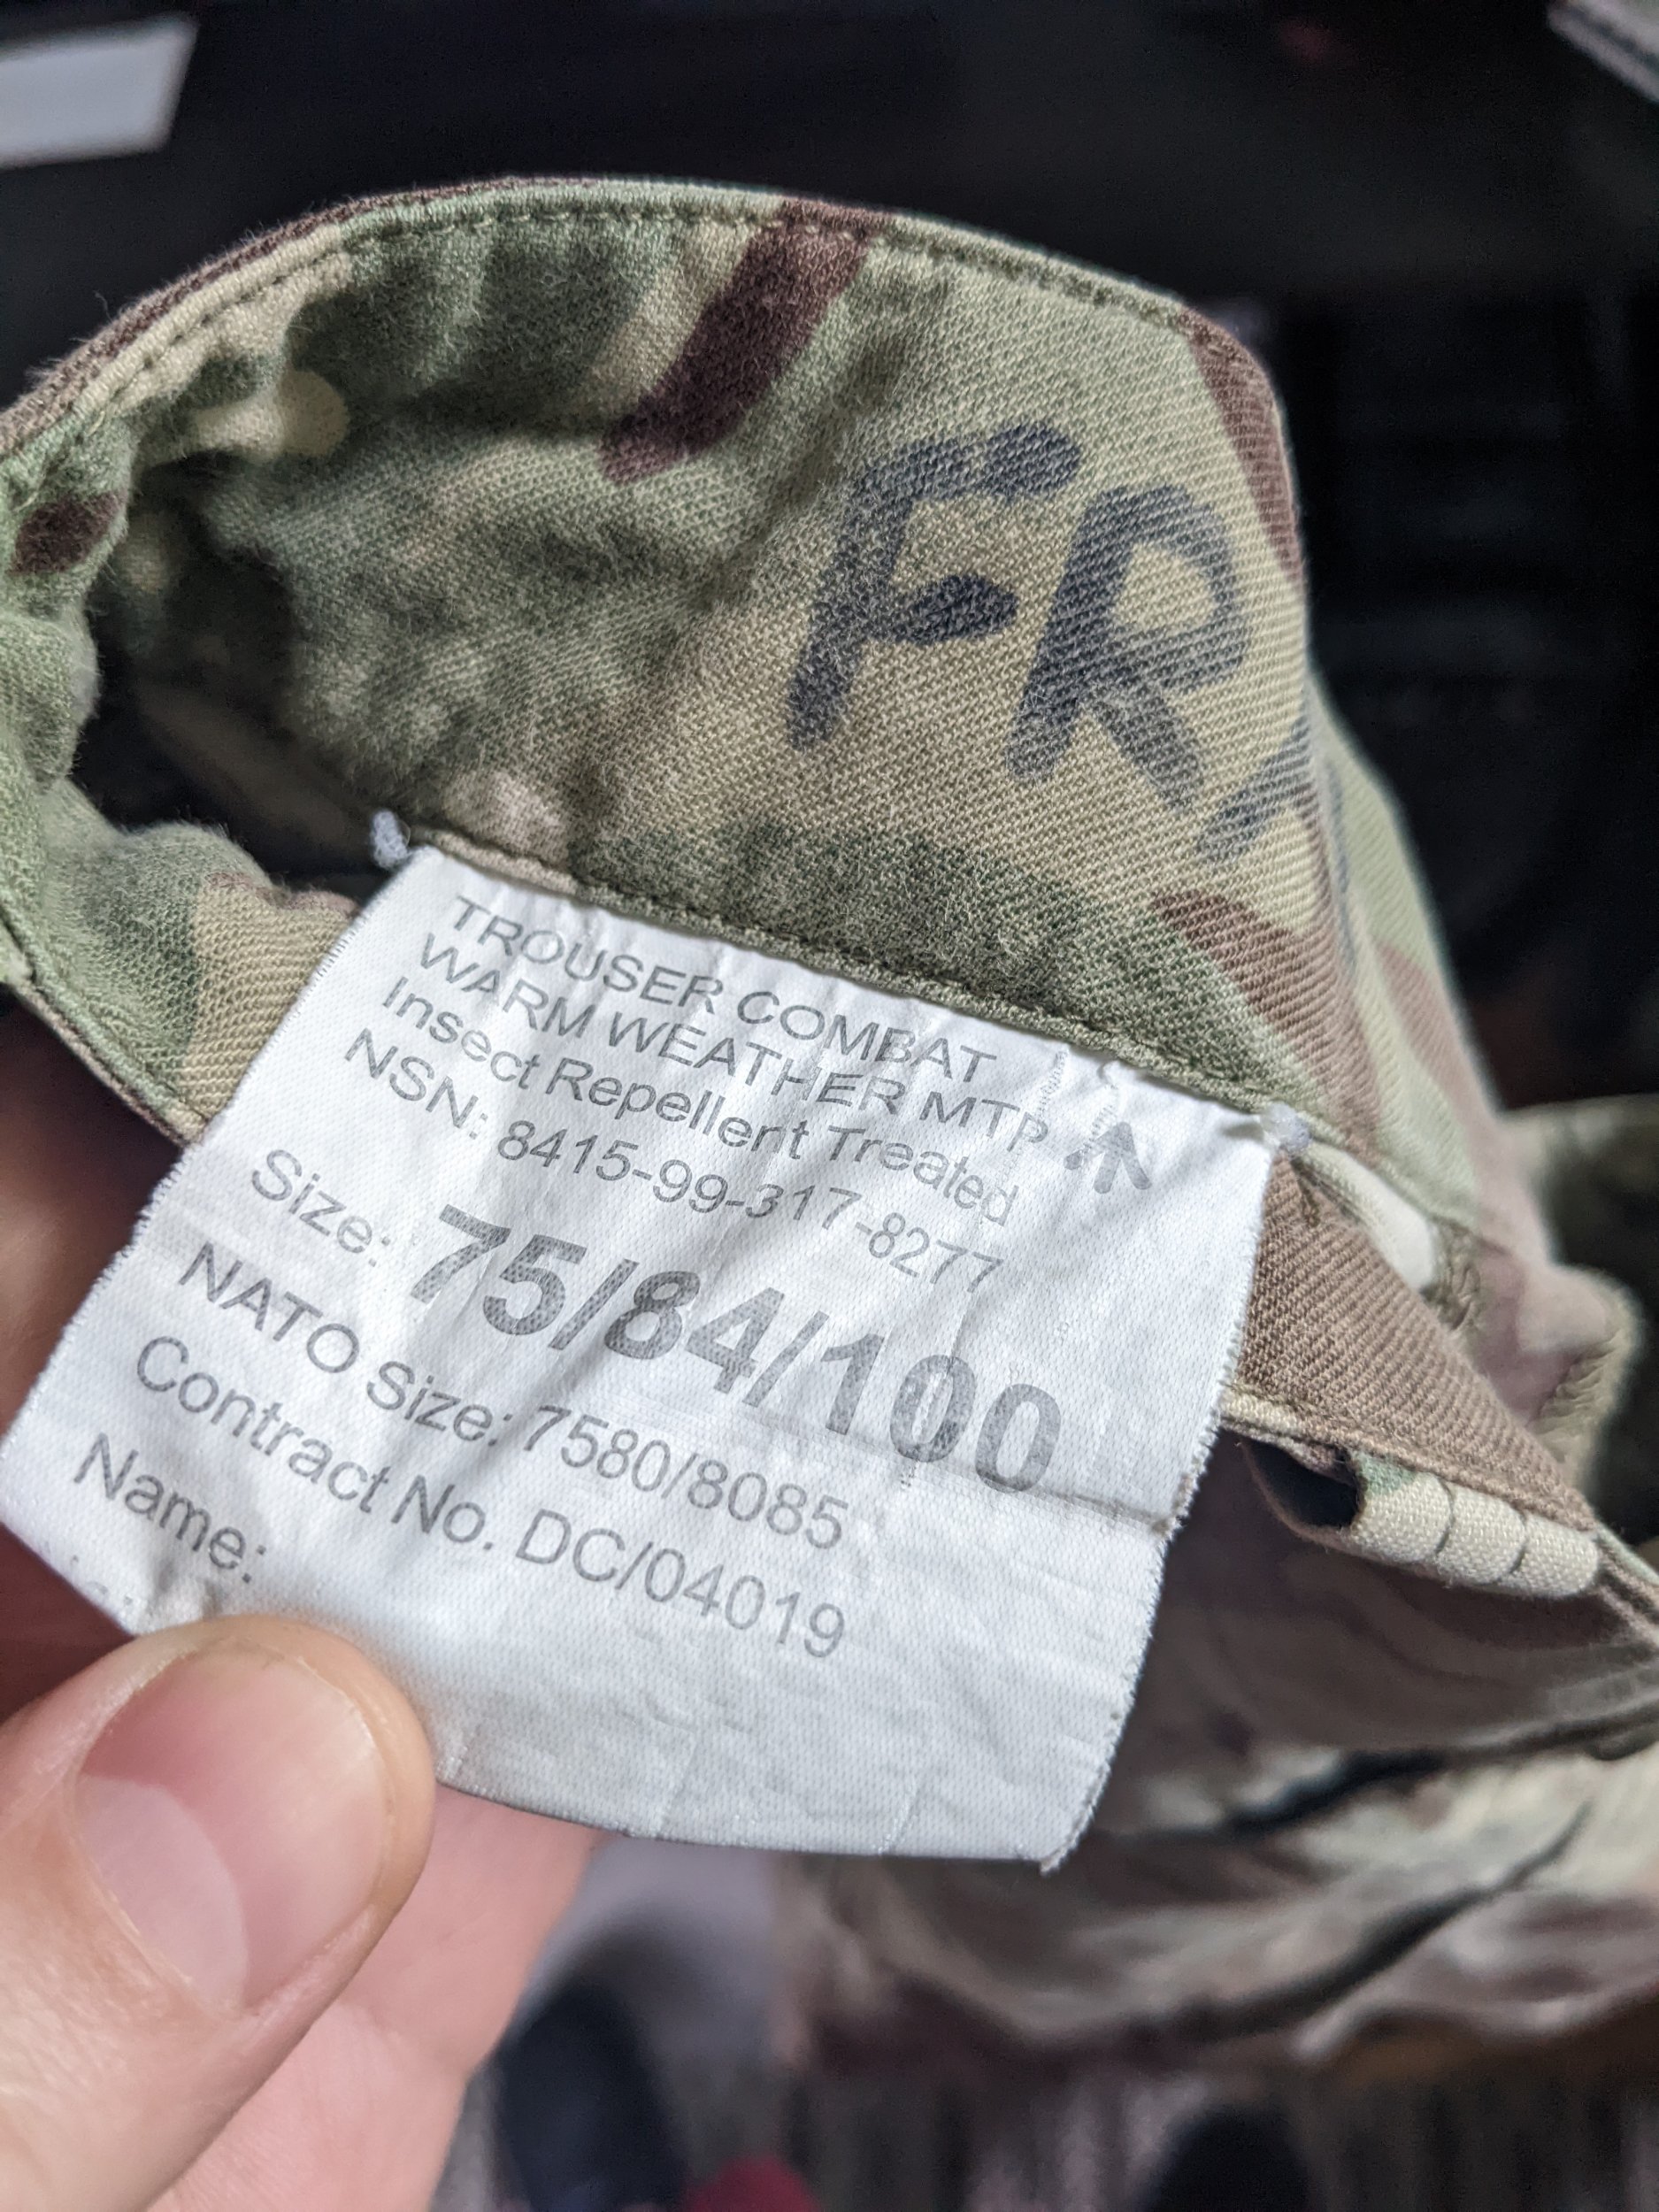 FR
TROUSER COMBAT
WARM WEATHER MTP
Insect Repellent Treated
NSN: 8415-99-317-8277
Size: 75/84/100
NATO Size: 7580/8085
Contract No. DC/04019
Name: